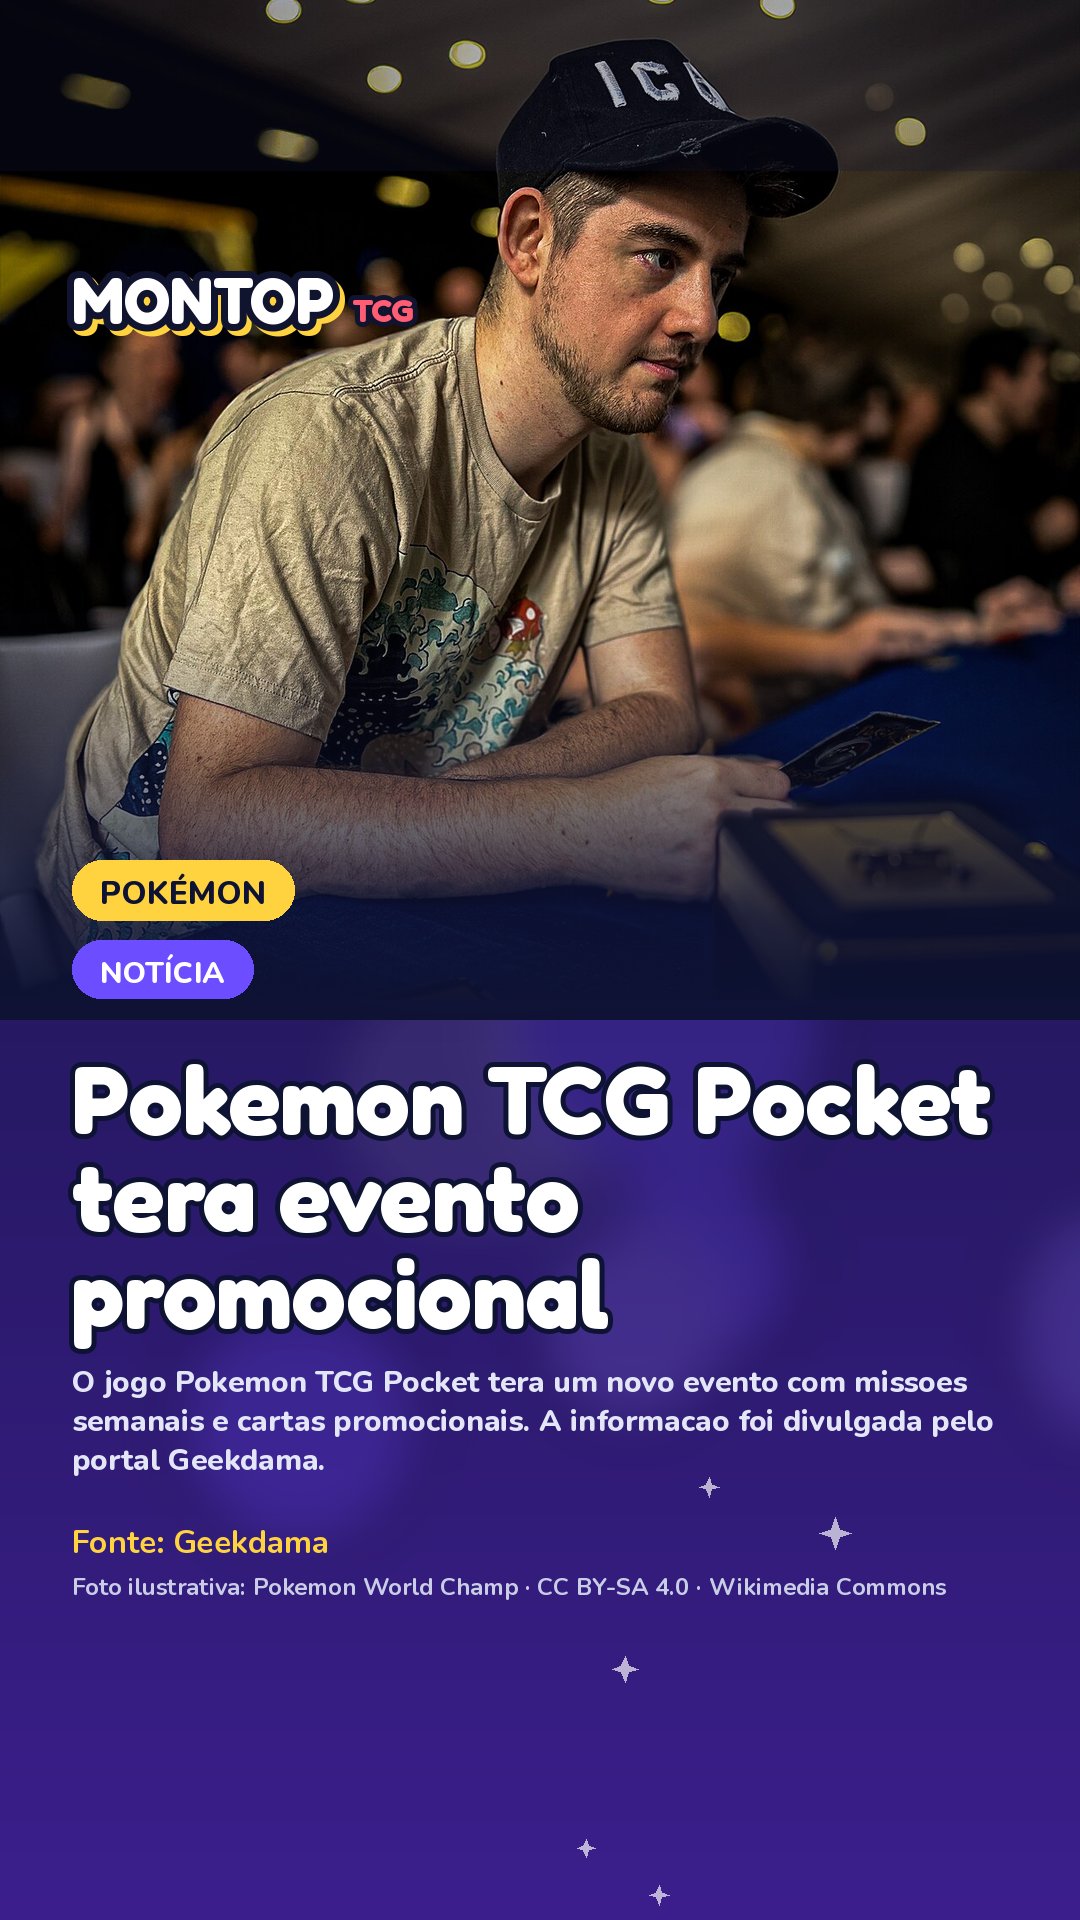 ICG
MONTOP TCG
POKÉMON
NOTÍCIA
Pokemon TCG Pocket
tera evento
promocional
O jogo Pokemon TCG Pocket tera um novo evento com missoes
semanais e cartas promocionais. A informacao foi divulgada pelo
portal Geekdama.
Fonte: Geekdama
Foto ilustrativa: Pokemon World Champ · CC BY-SA 4.0 · Wikimedia Commons